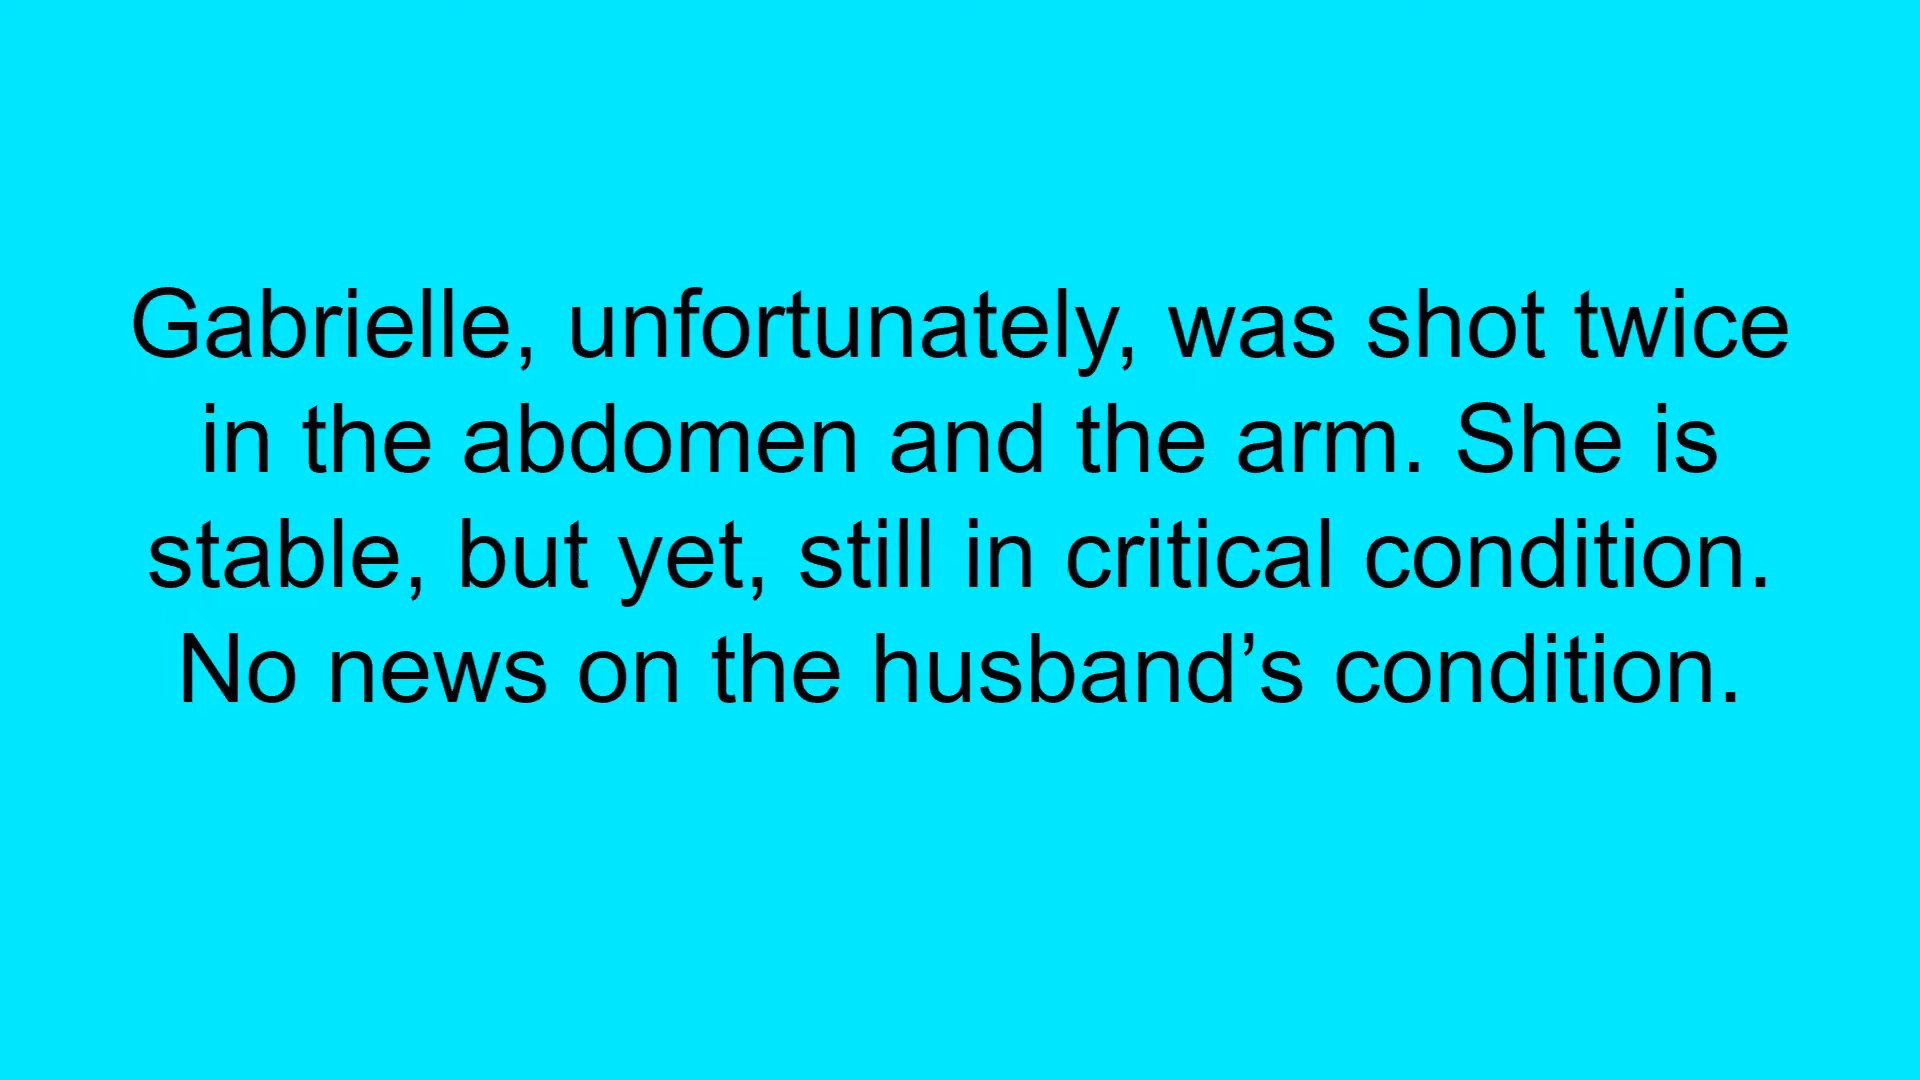 Gabrielle, unfortunately, was shot twice
in the abdomen and the arm. She is
stable, but yet, still in critical condition.
No news on the husband’s condition.